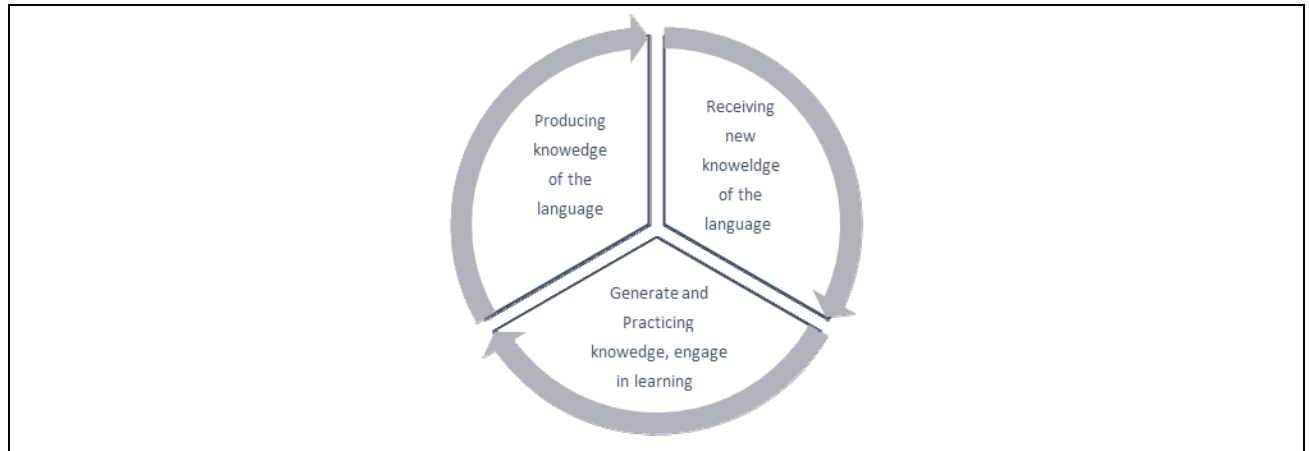 Producing
knowedge
of the
language
Receiving
new
knoweldge
of the
language
Generate and
Practicing
knowedge, engage
in learning